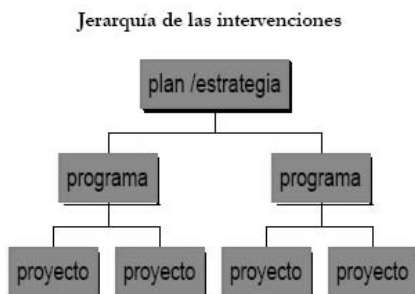 Jerarquía de las intervenciones
plan /estrategia
programa programa
proyecto proyecto proyecto proyecto